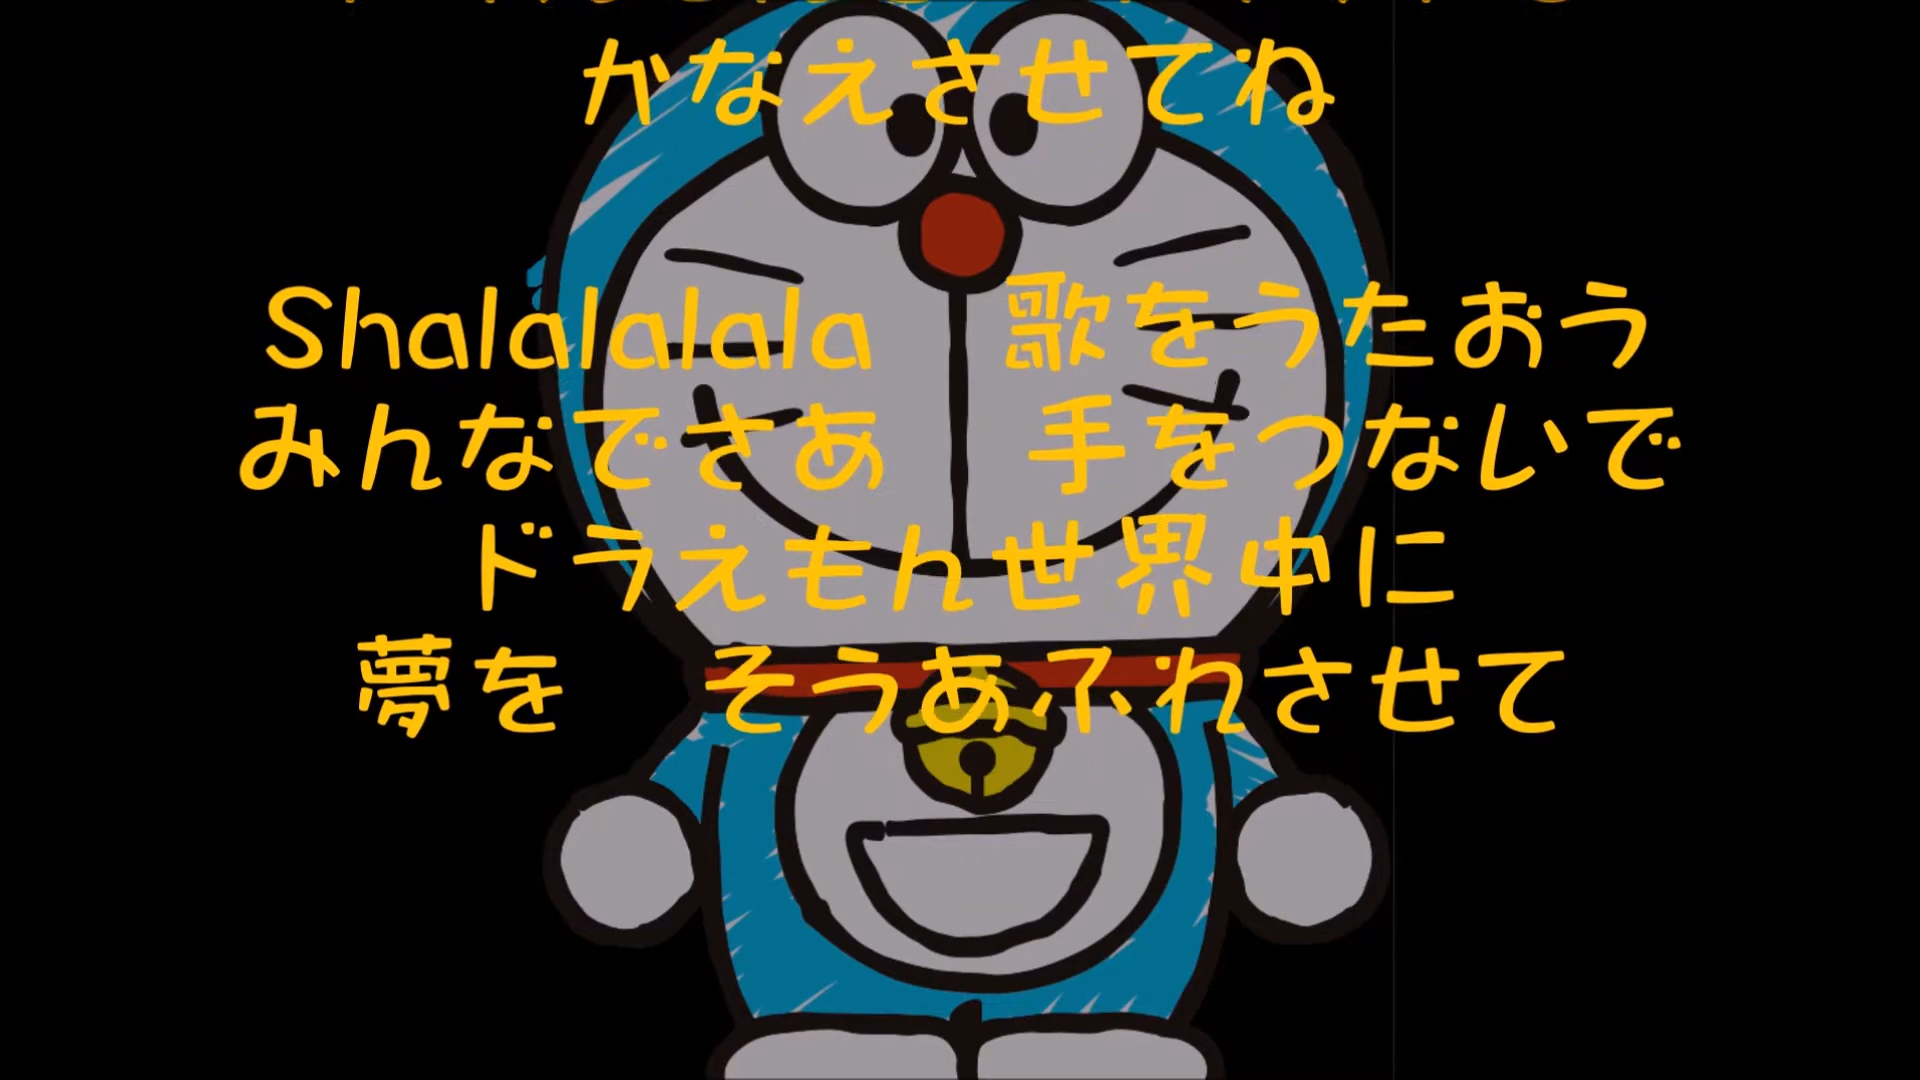 かなえさせてね
Shalalalala　歌をうたおう
みんなでさあ　手をつないで
ドラえもん世界中に
夢を　そうあふれさせて